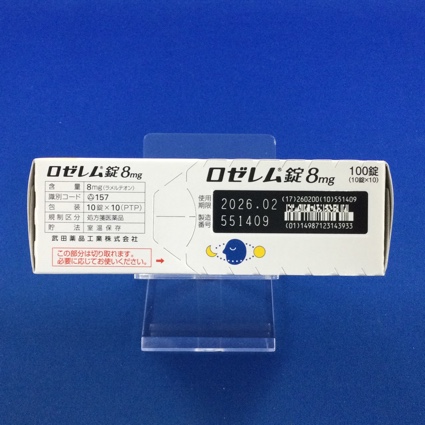 ロゼレム錠8mg
含量 8mg(ラメルテオン)
識別コード 157
包装 10錠×10(PTP)
規制区分 処方箋医薬品
貯法 室温保存
武田薬品工業株式会社
この部分は切り取れます。
必要に応じてお使いください。
ロゼレム錠8mg
100錠
(10錠×10)
使用期限 2026.02
製造番号 551409
(17)260200(10)551409
(01)14987123143933